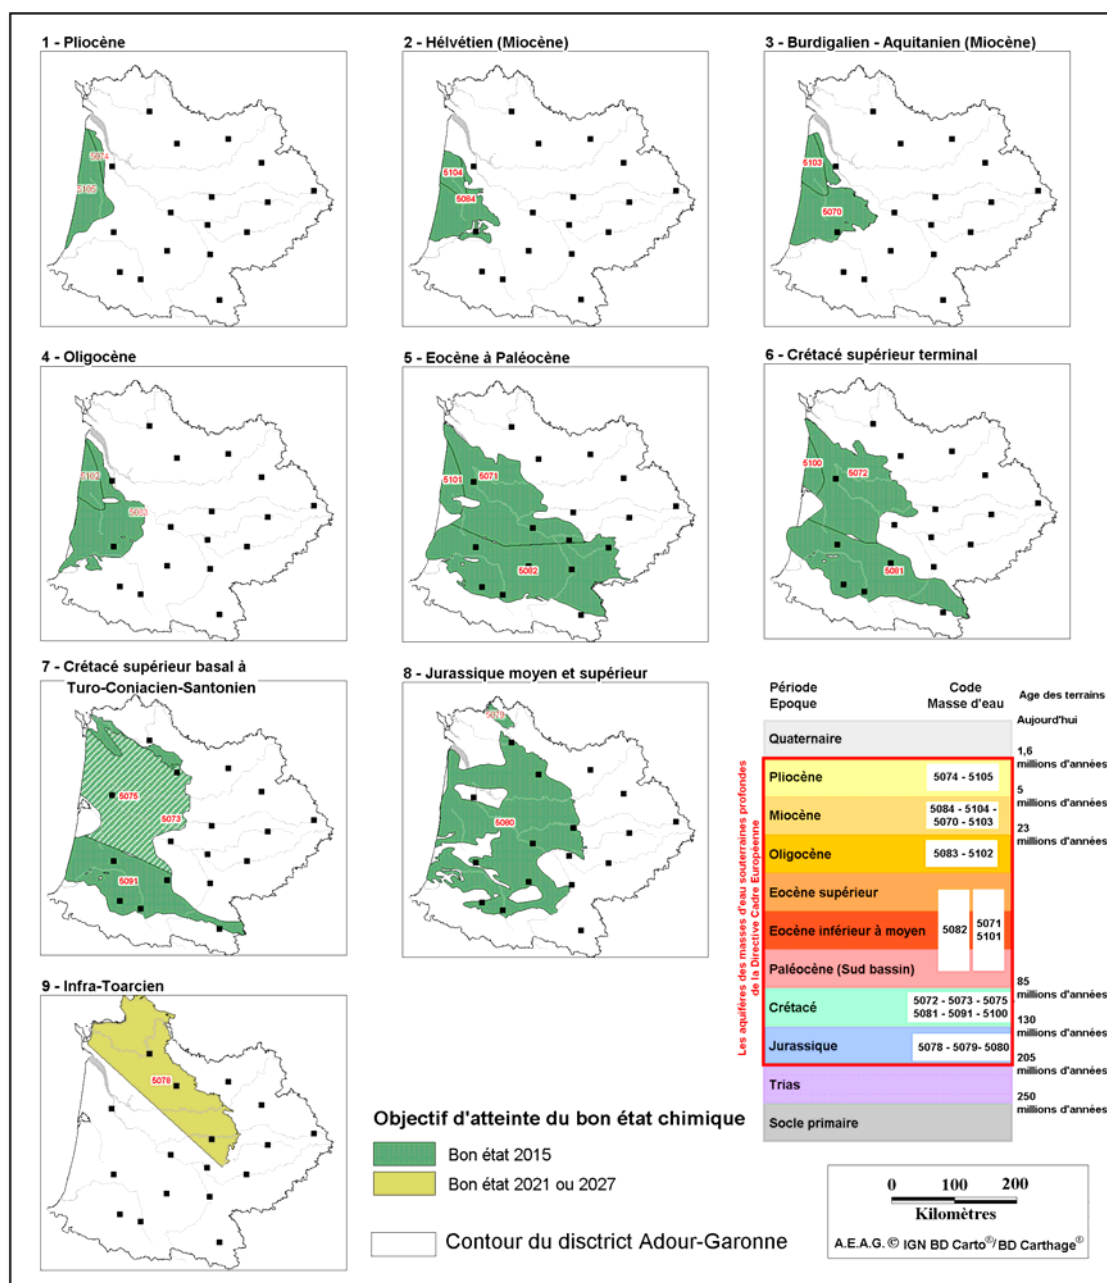 1 - Pliocène
5074
5105
2 - Hélvétien (Miocène)
5104
5084
3 - Burdigalien - Aquitanien (Miocène)
5103
5070
4 - Oligocène
5102
5083
5 - Eocène à Paléocène
5071
5101
5082
6 - Crétacé supérieur terminal
5100
5072
5081
7 - Crétacé supérieur basal à
Turo-Coniacien-Santonien
5075
5073
5091
8 - Jurassique moyen et supérieur
5079
5080
9 - Infra-Toarcien
5078
Période
Epoque
Code
Masse d'eau
Age des terrains
Aujourd'hui
Quaternaire
1,6
millions d'années
Pliocène
5074 - 5105
5
millions d'années
Miocène
5084 - 5104 -
5070 - 5103
23
millions d'années
Oligocène
5083 - 5102
Eocène supérieur
Eocène inférieur à moyen
5082
5071
5101
Paléocène (Sud bassin)
85
millions d'années
Crétacé
5072 - 5073 - 5075
5081 - 5091 - 5100
130
millions d'années
Jurassique
5078 - 5079- 5080
205
millions d'années
Trias
250
millions d'années
Socle primaire
Les aquifères des masses d'eau souterraines profondes
de la Directive Cadre Européenne
Objectif d'atteinte du bon état chimique
Bon état 2015
Bon état 2021 ou 2027
Contour du disctrict Adour-Garonne
0 100 200
Kilomètres
A.E.A.G. © IGN BD Carto®/BD Carthage®